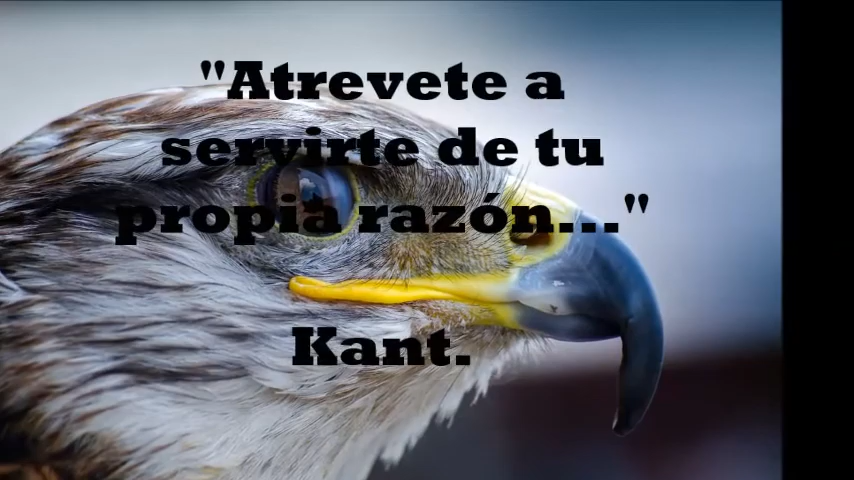 "Atrevete a
servirte de tu
propia razón..."
Kant.